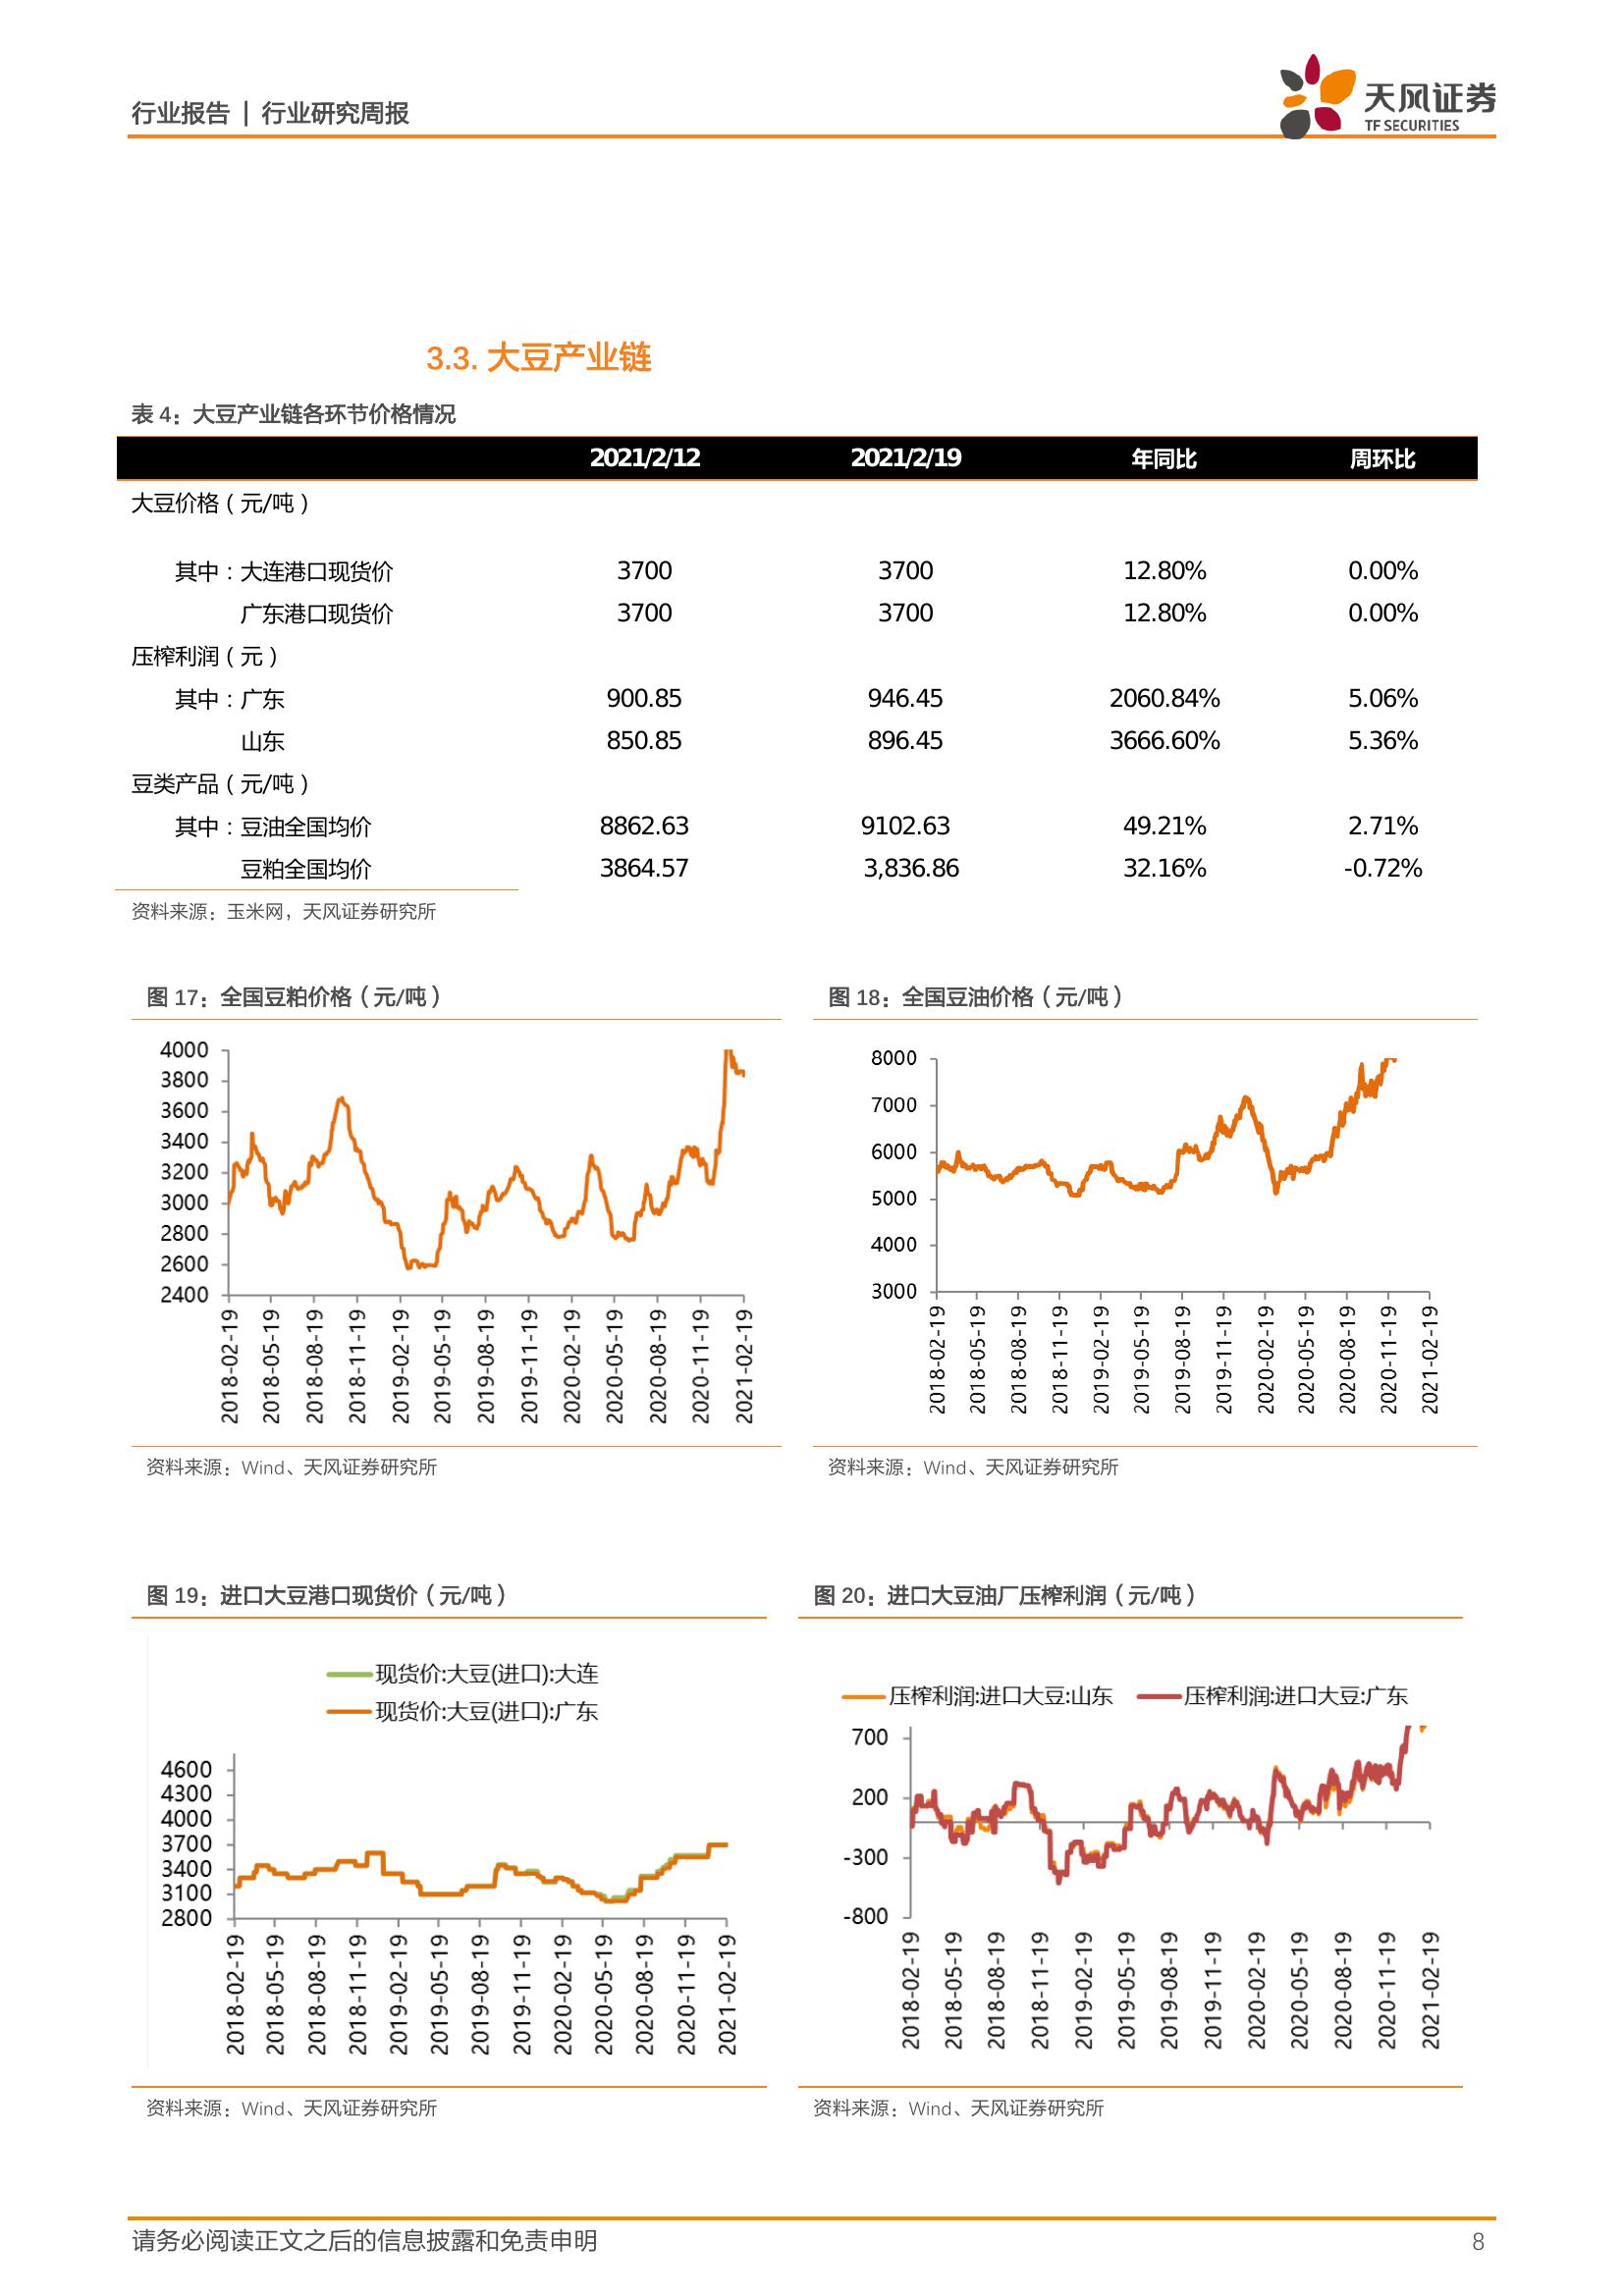 行业报告 | 行业研究周报
天风证券
TF SECURITIES
3.3. 大豆产业链
表 4：大豆产业链各环节价格情况
2021/2/12 2021/2/19 年同比 周环比
大豆价格（元/吨）
其中：大连港口现货价 3700 3700 12.80% 0.00%
广东港口现货价 3700 3700 12.80% 0.00%
压榨利润（元）
其中：广东 900.85 946.45 2060.84% 5.06%
山东 850.85 896.45 3666.60% 5.36%
豆类产品（元/吨）
其中：豆油全国均价 8862.63 9102.63 49.21% 2.71%
豆粕全国均价 3864.57 3,836.86 32.16% -0.72%
资料来源：玉米网，天风证券研究所
图 17：全国豆粕价格（元/吨）
4000
3800
3600
3400
3200
3000
2800
2600
2400
2018-02-19
2018-05-19
2018-08-19
2018-11-19
2019-02-19
2019-05-19
2019-08-19
2019-11-19
2020-02-19
2020-05-19
2020-08-19
2020-11-19
2021-02-19
资料来源：Wind、天风证券研究所
图 18：全国豆油价格（元/吨）
8000
7000
6000
5000
4000
3000
2018-02-19
2018-05-19
2018-08-19
2018-11-19
2019-02-19
2019-05-19
2019-08-19
2019-11-19
2020-02-19
2020-05-19
2020-08-19
2020-11-19
2021-02-19
资料来源：Wind、天风证券研究所
图 19：进口大豆港口现货价（元/吨）
现货价:大豆(进口):大连
现货价:大豆(进口):广东
4600
4300
4000
3700
3400
3100
2800
2018-02-19
2018-05-19
2018-08-19
2018-11-19
2019-02-19
2019-05-19
2019-08-19
2019-11-19
2020-02-19
2020-05-19
2020-08-19
2020-11-19
2021-02-19
资料来源：Wind、天风证券研究所
图 20：进口大豆油厂压榨利润（元/吨）
压榨利润:进口大豆:山东 压榨利润:进口大豆:广东
700
200
-300
-800
2018-02-19
2018-05-19
2018-08-19
2018-11-19
2019-02-19
2019-05-19
2019-08-19
2019-11-19
2020-02-19
2020-05-19
2020-08-19
2020-11-19
2021-02-19
资料来源：Wind、天风证券研究所
请务必阅读正文之后的信息披露和免责申明 8